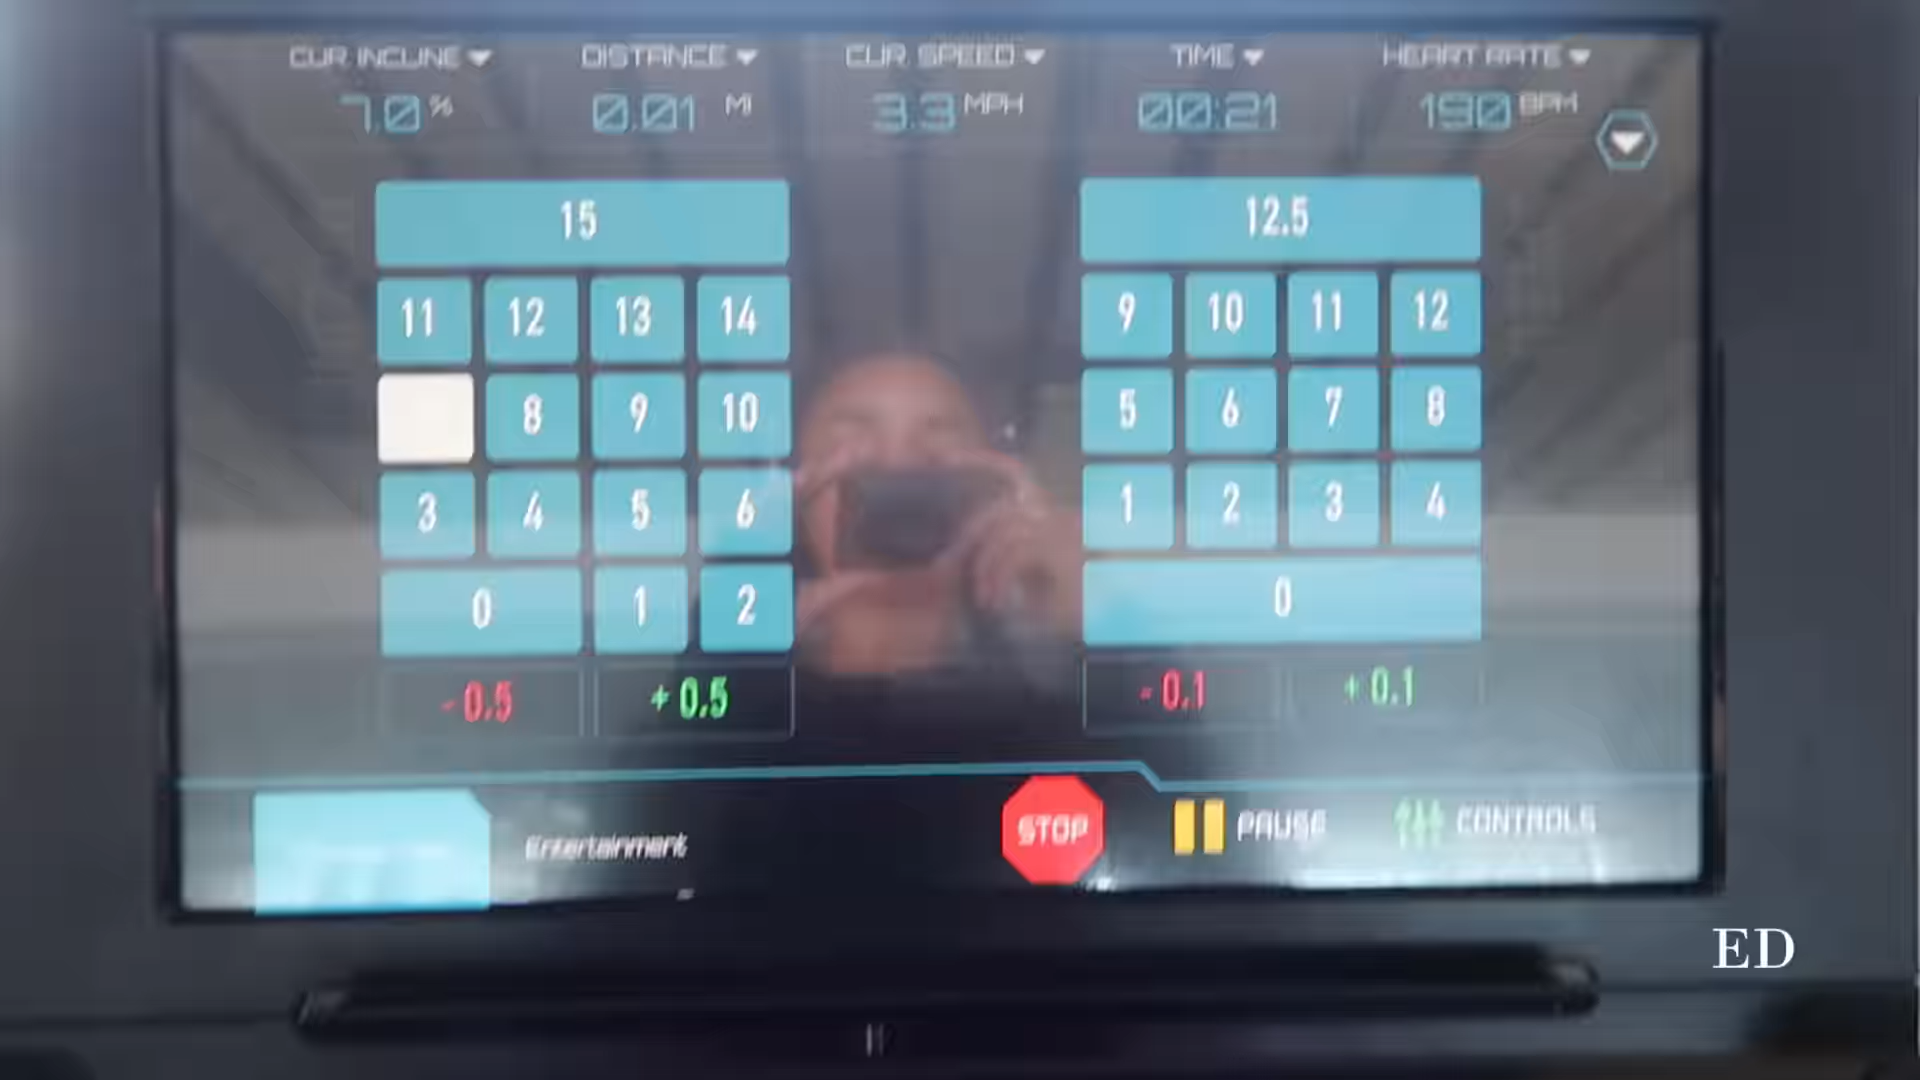 CUR. INCLINE DISTANCE CUR. SPEED TIME HEART RATE
7.0 % 0.01 MI 3.3 MPH 00:21 190 BPM
15
11 12 13 14
8 9 10
3 4 5 6
0 1 2
- 0.5 + 0.5
12.5
9 10 11 12
5 6 7 8
1 2 3 4
0
- 0.1 + 0.1
Entertainment
STOP
PAUSE
CONTROLS
ED